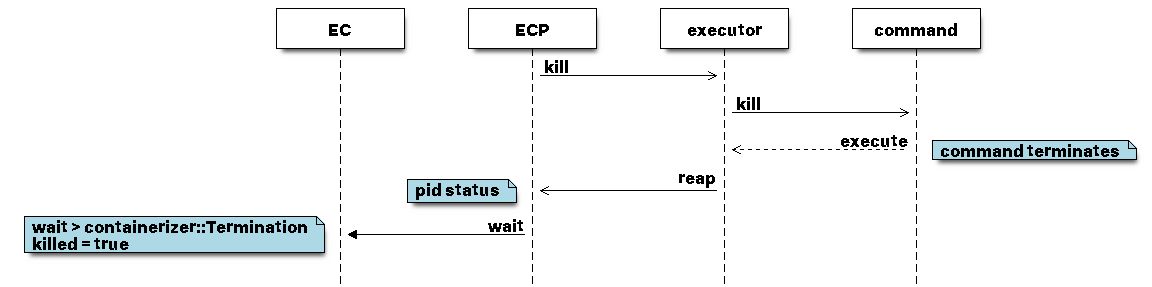 EC
ECP
executor
command
kill
kill
execute
command terminates
reap
pid status
wait
wait > containerizer::Termination
killed = true